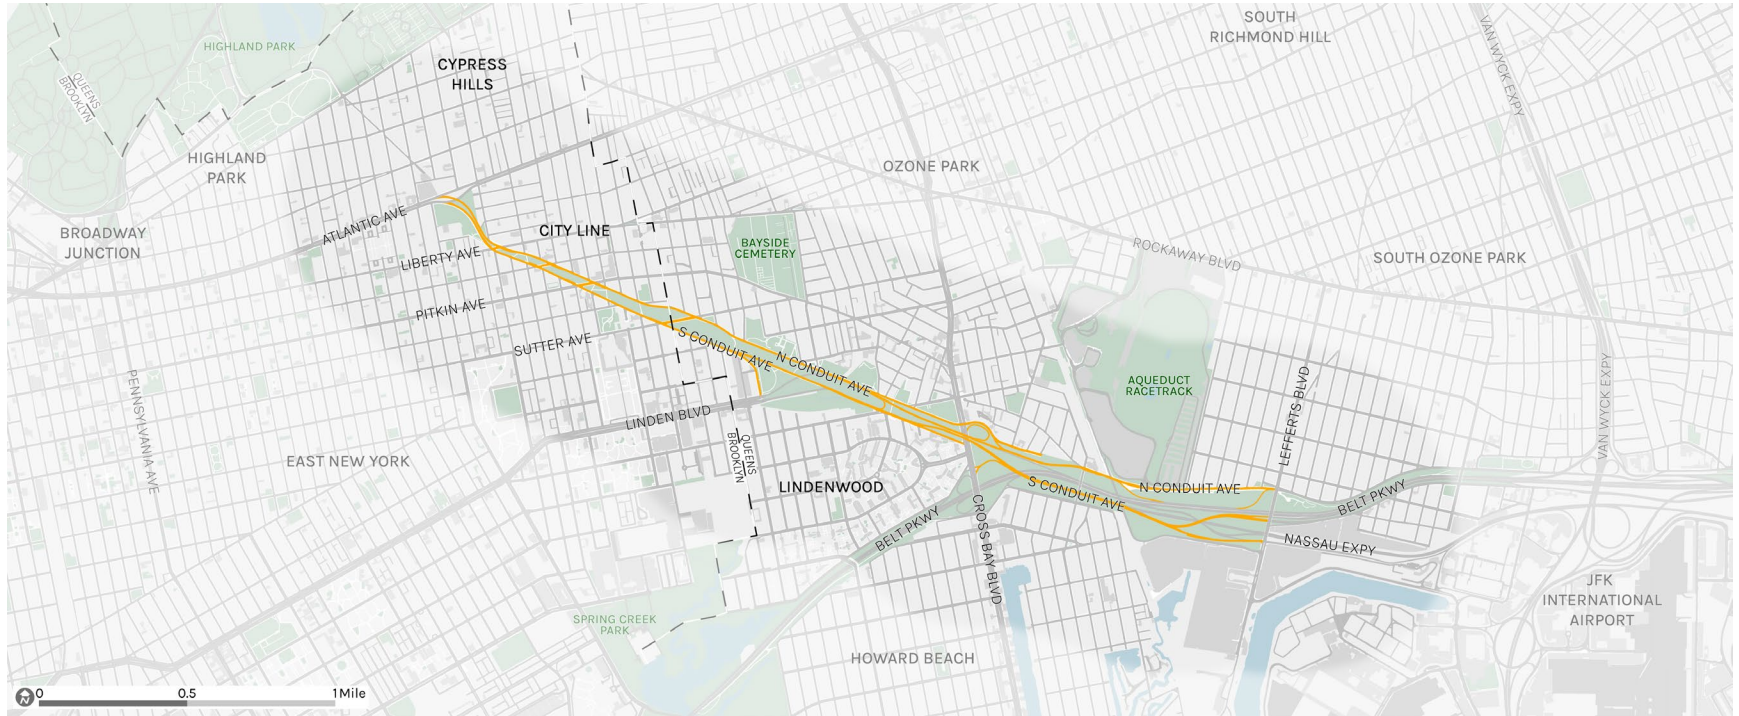 SOUTH
RICHMOND HILL
VAN WYCK EXPY
HIGHLAND PARK
CYPRESS
HILLS
QUEENS
BROOKLYN
HIGHLAND
PARK
OZONE PARK
ATLANTIC AVE
CITY LINE
BROADWAY
JUNCTION
BAYSIDE
CEMETERY
ROCKAWAY BLVD
SOUTH OZONE PARK
LIBERTY AVE
PITKIN AVE
SUTTER AVE
S CONDUIT AVE
N CONDUIT AVE
AQUEDUCT
RACETRACK
PENNSYLVANIA AVE
LINDEN BLVD
LEFFERTS BLVD
VAN WYCK EXPY
EAST NEW YORK
QUEENS
BROOKLYN
LINDENWOOD
S CONDUIT AVE
N CONDUIT AVE
BELT PKWY
BELT PKWY
CROSS BAY BLVD
NASSAU EXPY
JFK
INTERNATIONAL
AIRPORT
SPRING CREEK
PARK
HOWARD BEACH
N
0 0.5 1 Mile